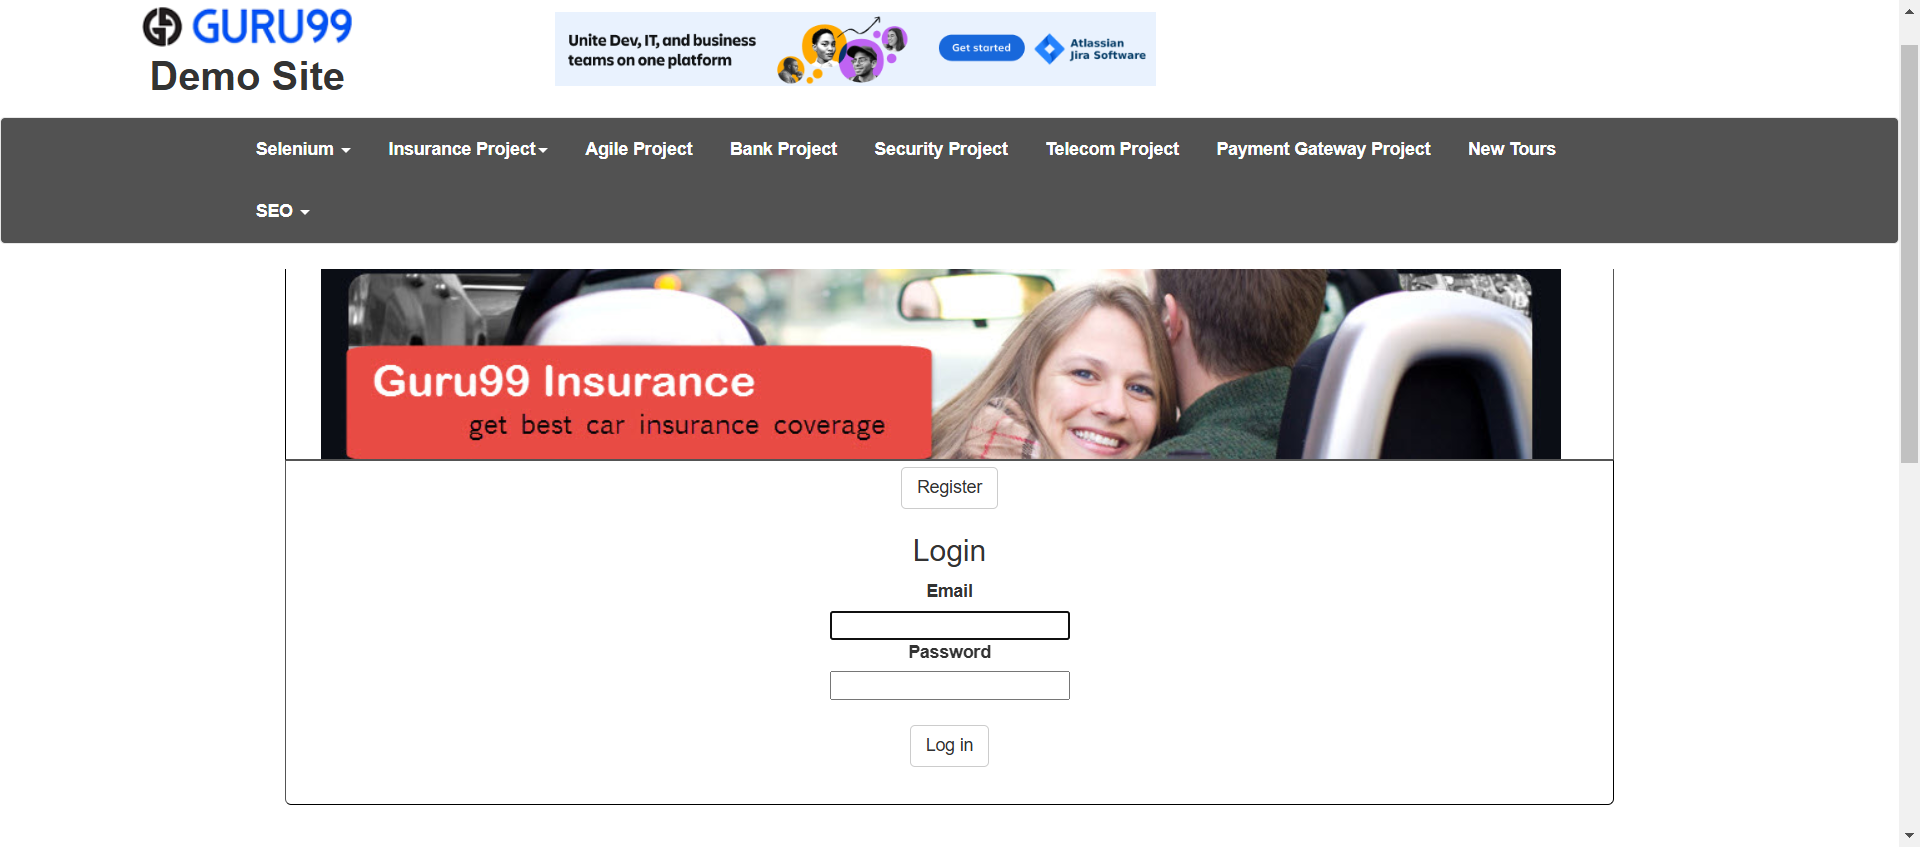 GURU99
Demo Site
Unite Dev, IT, and business
teams on one platform
Get started
Atlassian
Jira Software
Selenium
Insurance Project
Agile Project
Bank Project
Security Project
Telecom Project
Payment Gateway Project
New Tours
SEO
Guru99 Insurance
get best car insurance coverage
Register
Login
Email
Password
Log in